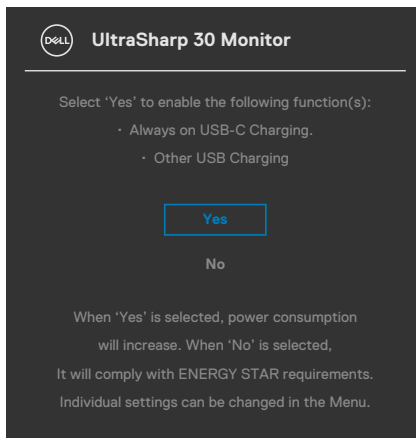 DELL
UltraSharp 30 Monitor
Select ‘Yes’ to enable the following function(s):
· Always on USB-C Charging.
· Other USB Charging
Yes
No
When ‘Yes’ is selected, power consumption
will increase. When ‘No’ is selected,
It will comply with ENERGY STAR requirements.
Individual settings can be changed in the Menu.